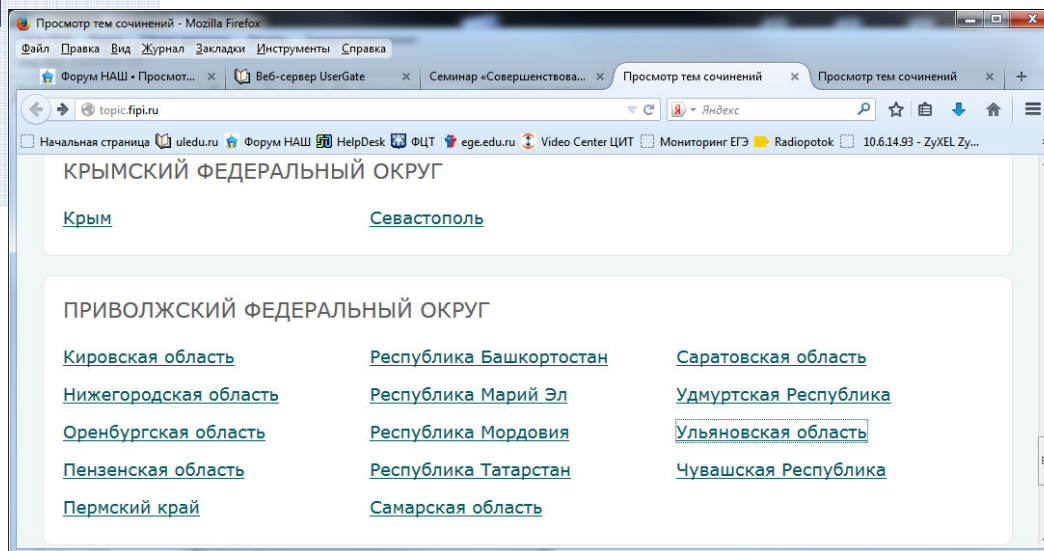 Просмотр тем сочинений - Mozilla Firefox
Файл Правка Вид Журнал Закладки Инструменты Справка
Форум НАШ • Просмот... × Веб-сервер UserGate × Семинар «Совершенствова... × Просмотр тем сочинений × Просмотр тем сочинений × +
topic.fipi.ru Я Яндекс
Начальная страница uledu.ru Форум НАШ HelpDesk ФЦТ ege.edu.ru Video Center ЦИТ Мониторинг ЕГЭ Radiopotok 10.6.14.93 - ZyXEL Zy...
КРЫМСКИЙ ФЕДЕРАЛЬНЫЙ ОКРУГ
Крым Севастополь
ПРИВОЛЖСКИЙ ФЕДЕРАЛЬНЫЙ ОКРУГ
Кировская область Республика Башкортостан Саратовская область
Нижегородская область Республика Марий Эл Удмуртская Республика
Оренбургская область Республика Мордовия Ульяновская область
Пензенская область Республика Татарстан Чувашская Республика
Пермский край Самарская область